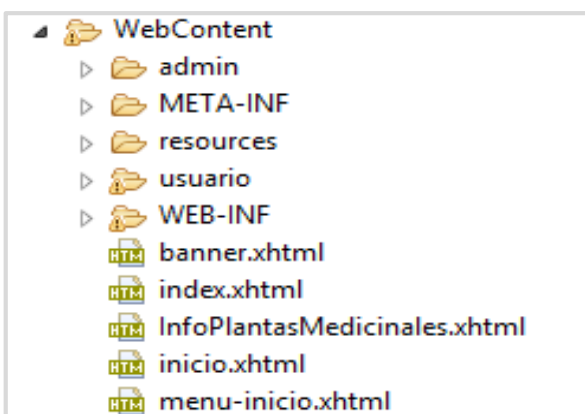 WebContent
admin
META-INF
resources
usuario
WEB-INF
banner.xhtml
index.xhtml
InfoPlantasMedicinales.xhtml
inicio.xhtml
menu-inicio.xhtml